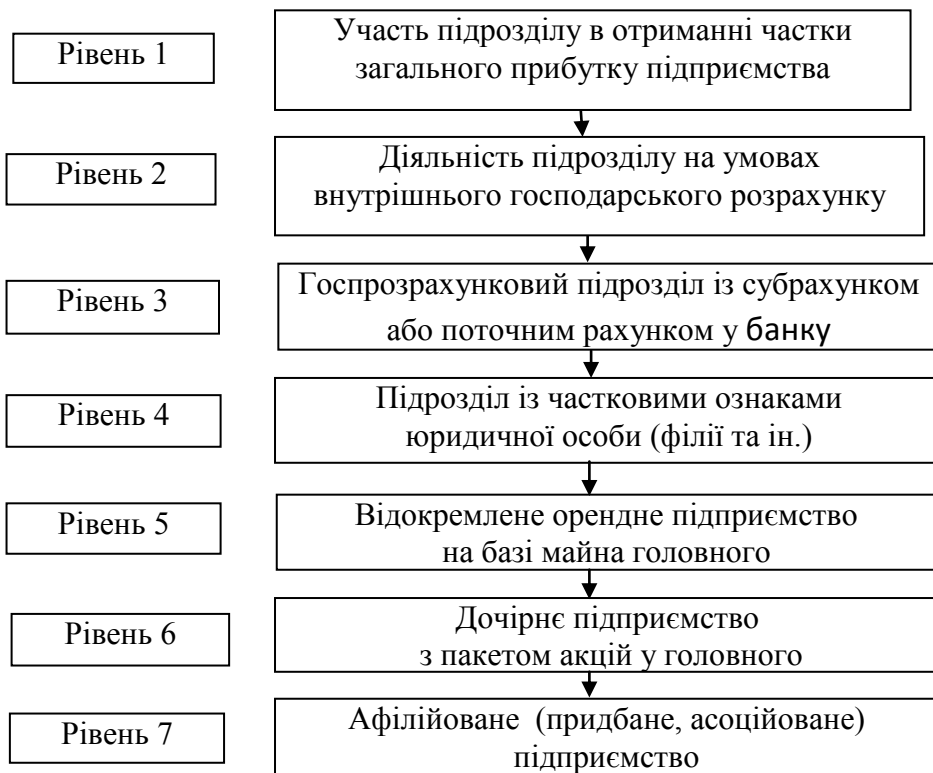 Рівень 1
Участь підрозділу в отриманні частки
загального прибутку підприємства
Рівень 2
Діяльність підрозділу на умовах
внутрішнього господарського розрахунку
Рівень 3
Госпрозрахунковий підрозділ із субрахунком
або поточним рахунком у банку
Рівень 4
Підрозділ із частковими ознаками
юридичної особи (філії та ін.)
Рівень 5
Відокремлене орендне підприємство
на базі майна головного
Рівень 6
Дочірнє підприємство
з пакетом акцій у головного
Рівень 7
Афілійоване (придбане, асоційоване)
підприємство